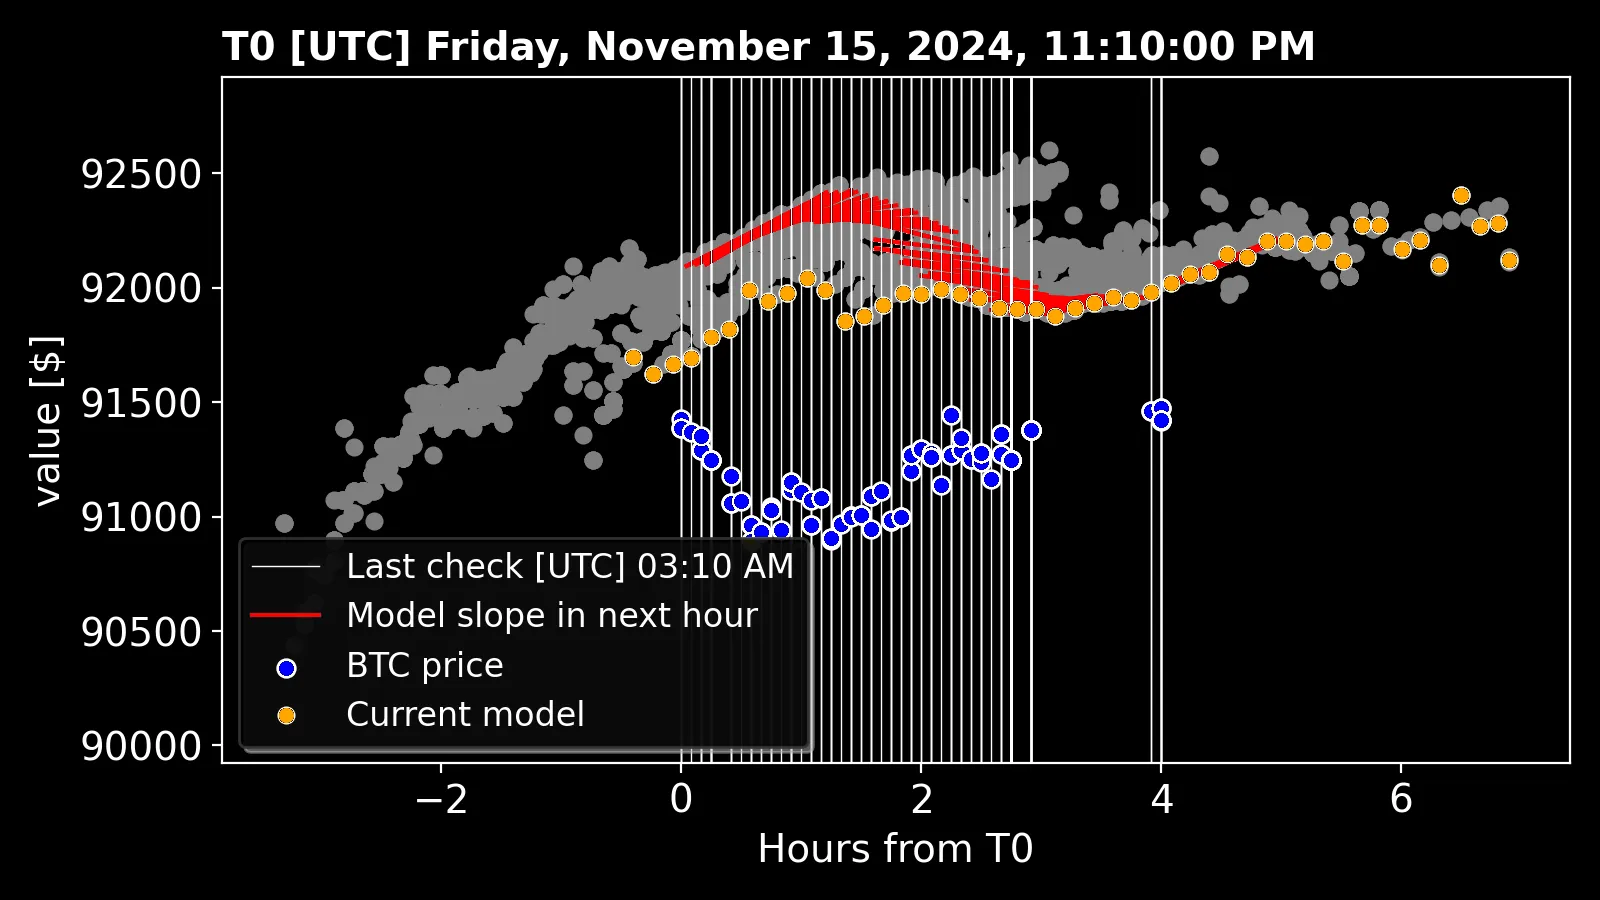 T0 [UTC] Friday, November 15, 2024, 11:10:00 PM
value [$]
92500
92000
91500
91000
90500
90000
Last check [UTC] 03:10 AM
Model slope in next hour
BTC price
Current model
−2 0 2 4 6
Hours from T0